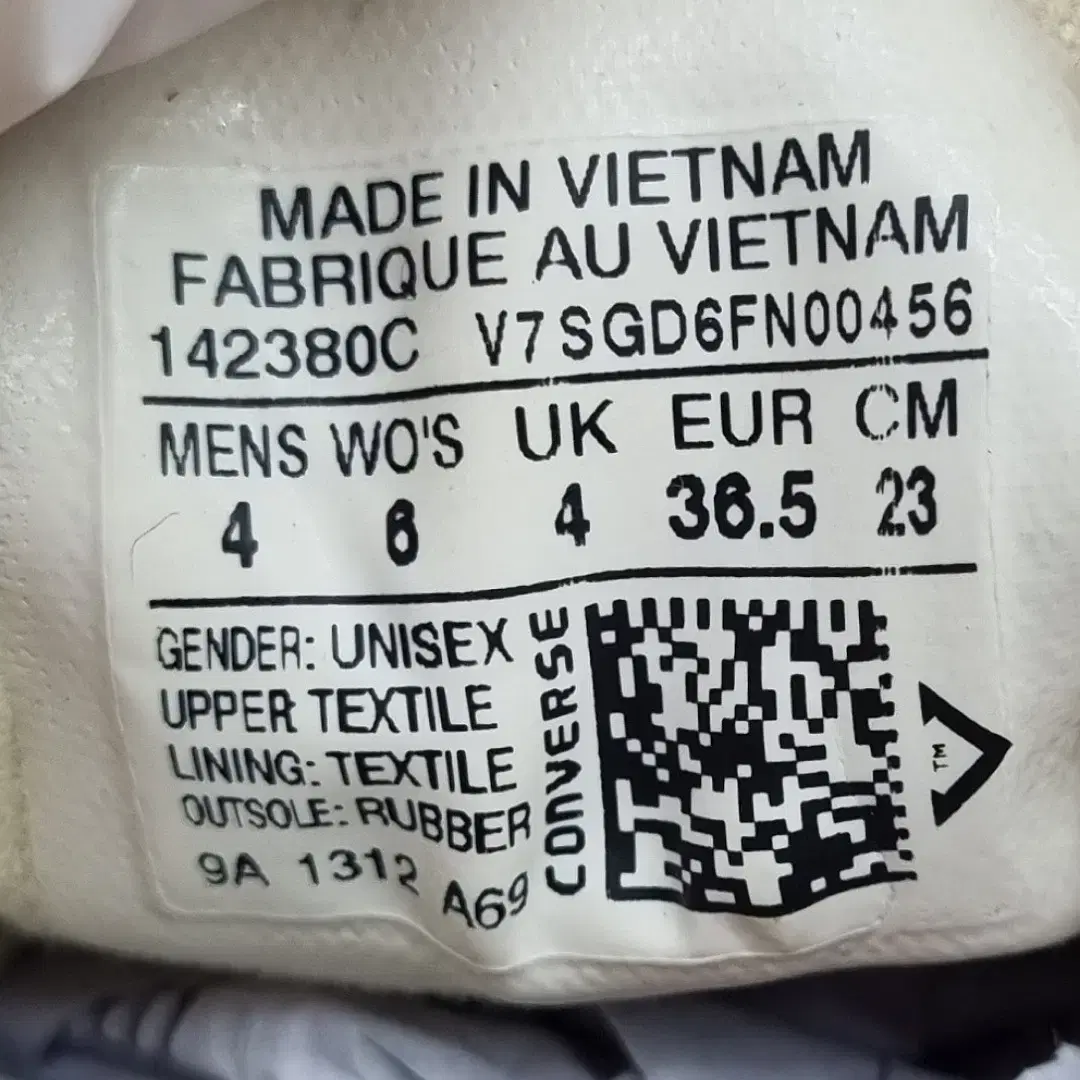 MADE IN VIETNAM
FABRIQUE AU VIETNAM
142380C V7SGD6FN00456
MENS WO'S UK EUR CM
4 6 4 36.5 23
GENDER: UNISEX
UPPER TEXTILE
LINING: TEXTILE
OUTSOLE: RUBBER
9A 1312 A69
CONVERSE
TM